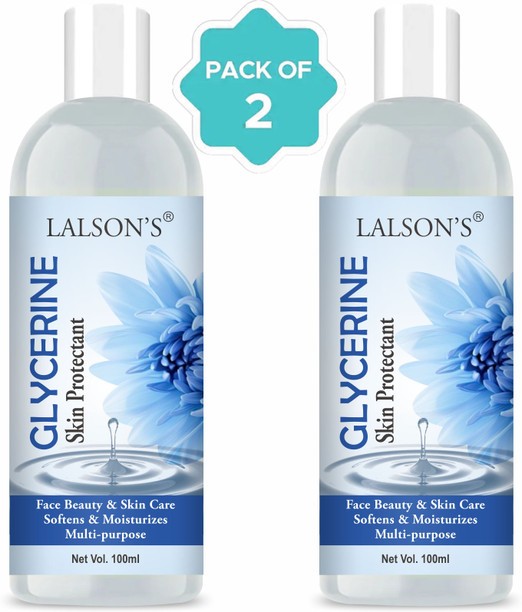 PACK OF
2
LALSON'S®
GLYCERINE
Skin Protectant
Face Beauty & Skin Care
Softens & Moisturizes
Multi-purpose
Net Vol. 100ml
LALSON'S®
GLYCERINE
Skin Protectant
Face Beauty & Skin Care
Softens & Moisturizes
Multi-purpose
Net Vol. 100ml